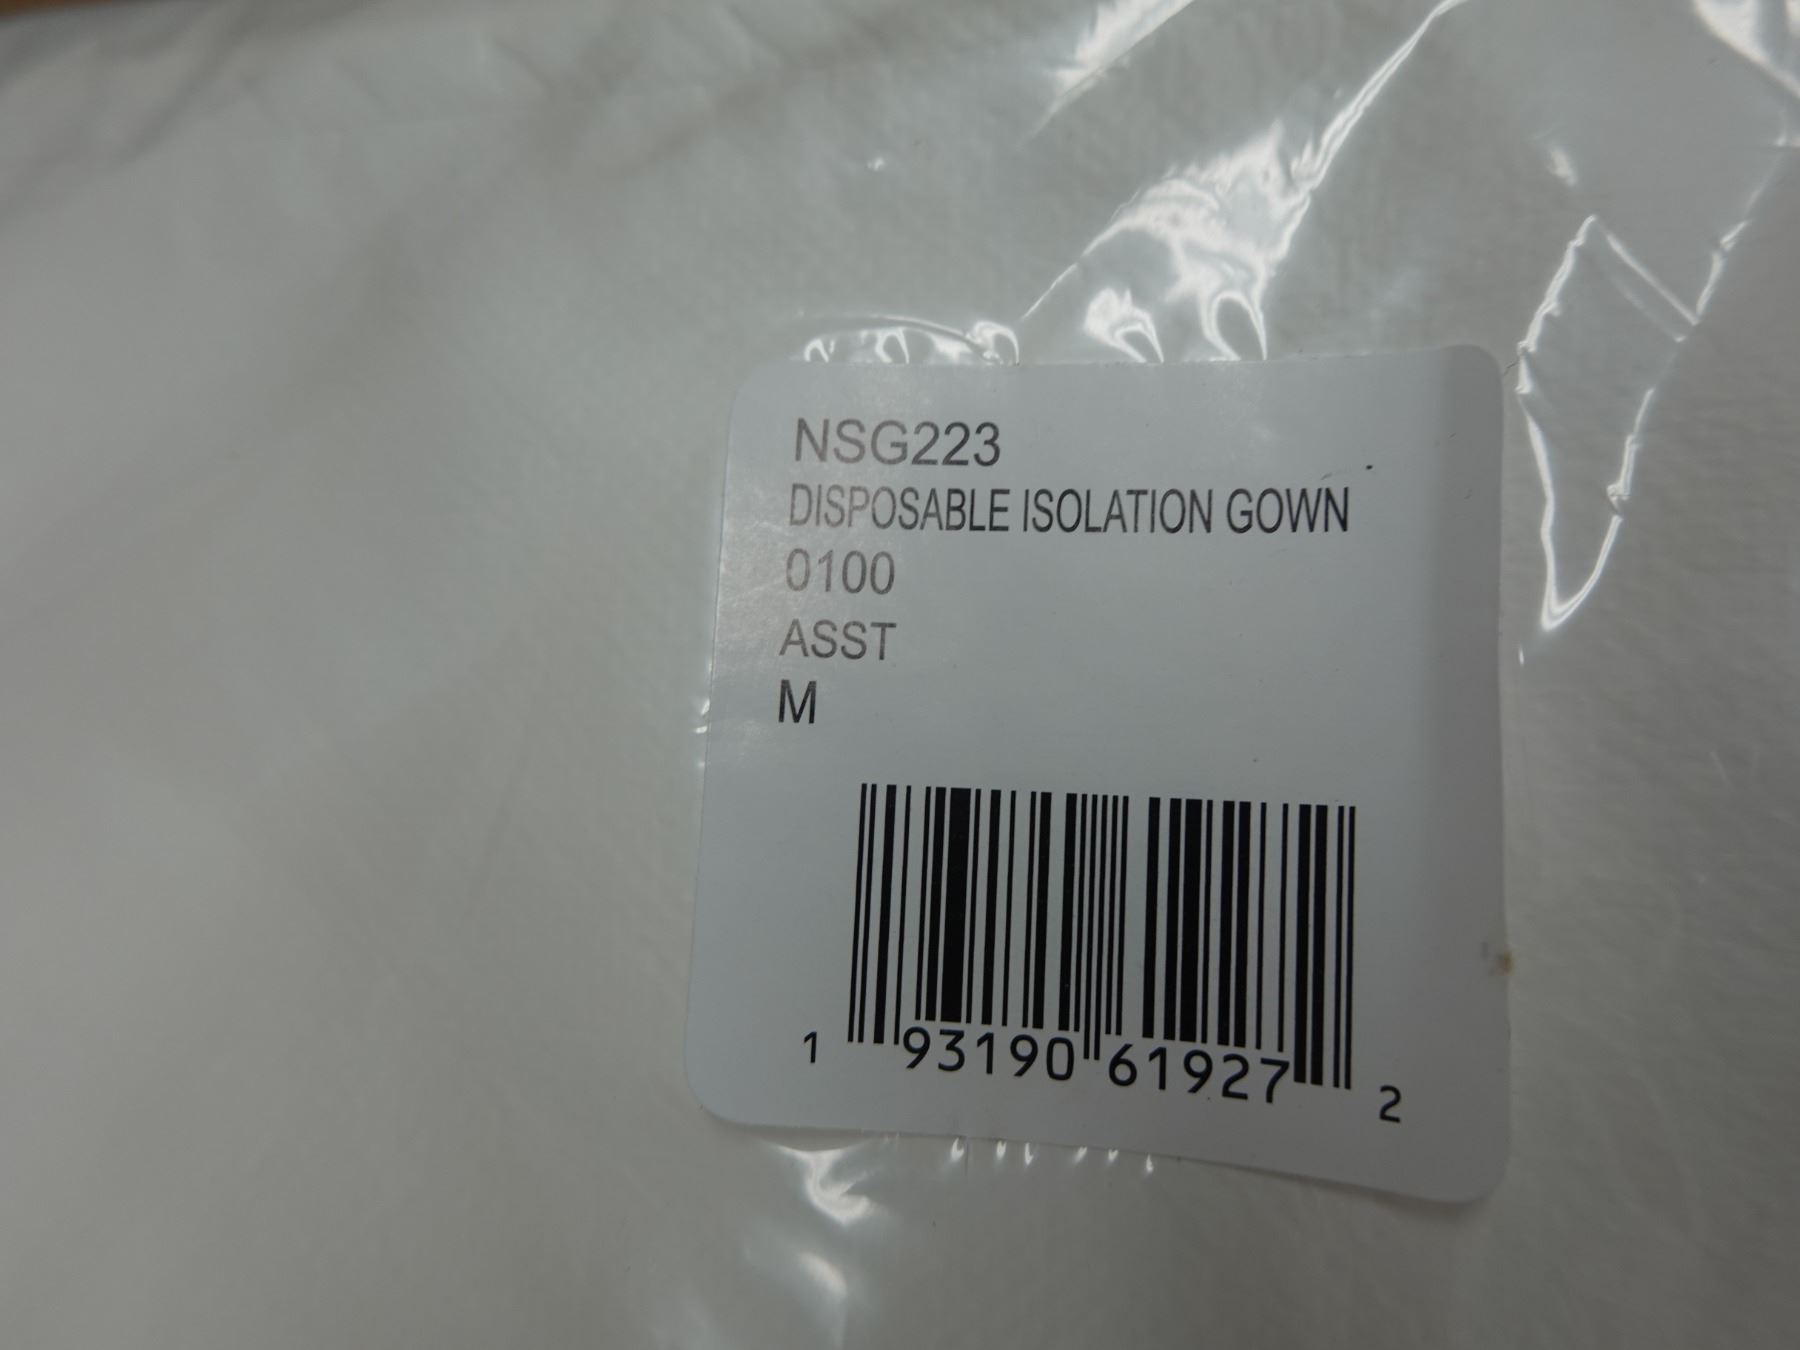 NSG223
DISPOSABLE ISOLATION GOWN
0100
ASST
M
1 93190 61927 2